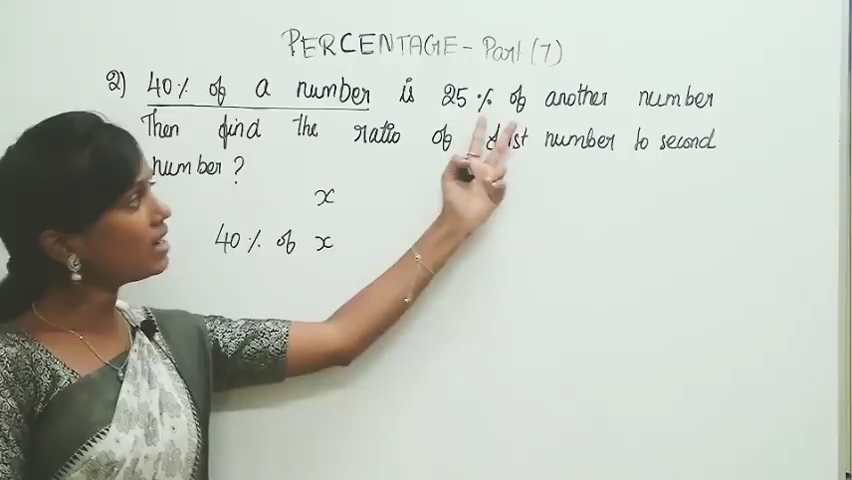 PERCENTAGE - Part (7)
2) 40% of a number is 25% of another number
Then find the ratio of first number to second
number?
x
40% of x